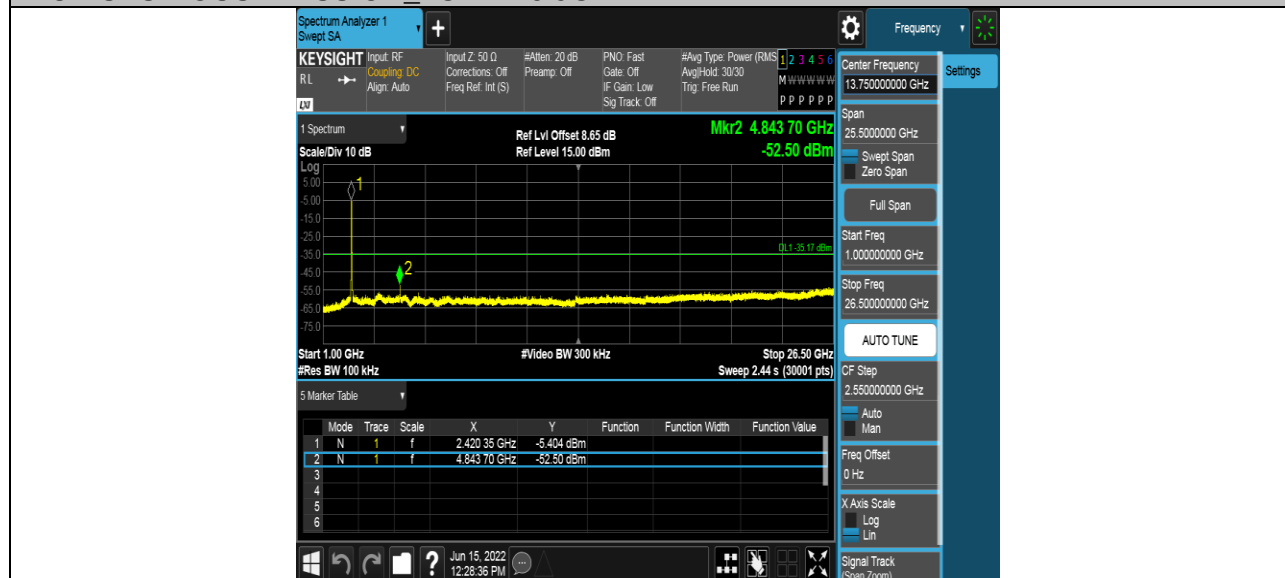 Spectrum Analyzer 1
Swept SA
+
Frequency
KEYSIGHT
RL
LXI
Input: RF
Coupling: DC
Align: Auto
Input Z: 50 Ω
Corrections: Off
Freq Ref: Int (S)
#Atten: 20 dB
Preamp: Off
PNO: Fast
Gate: Off
IF Gain: Low
Sig Track: Off
#Avg Type: Power (RMS
Avg|Hold: 30/30
Trig: Free Run
1 2 3 4 5 6
M W W W W W
P P P P P P
Center Frequency
13.750000000 GHz
Settings
1 Spectrum
Scale/Div 10 dB
Ref Lvl Offset 8.65 dB
Ref Level 15.00 dBm
Mkr2 4.843 70 GHz
-52.50 dBm
Log
5.00
-5.00
-15.0
-25.0
-35.0
-45.0
-55.0
-65.0
-75.0
1
2
DL1 -35.17 dBm
Start 1.00 GHz
#Res BW 100 kHz
#Video BW 300 kHz
Stop 26.50 GHz
Sweep 2.44 s (30001 pts)
Span
25.5000000 GHz
Swept Span
Zero Span
Full Span
Start Freq
1.000000000 GHz
Stop Freq
26.500000000 GHz
AUTO TUNE
CF Step
2.550000000 GHz
Auto
Man
Freq Offset
0 Hz
X Axis Scale
Log
Lin
Signal Track
(Span Zoom)
5 Marker Table
Mode Trace Scale X Y Function Function Width Function Value
1 N 1 f 2.420 35 GHz -5.404 dBm
2 N 1 f 4.843 70 GHz -52.50 dBm
3
4
5
6
?
Jun 15, 2022
12:28:36 PM